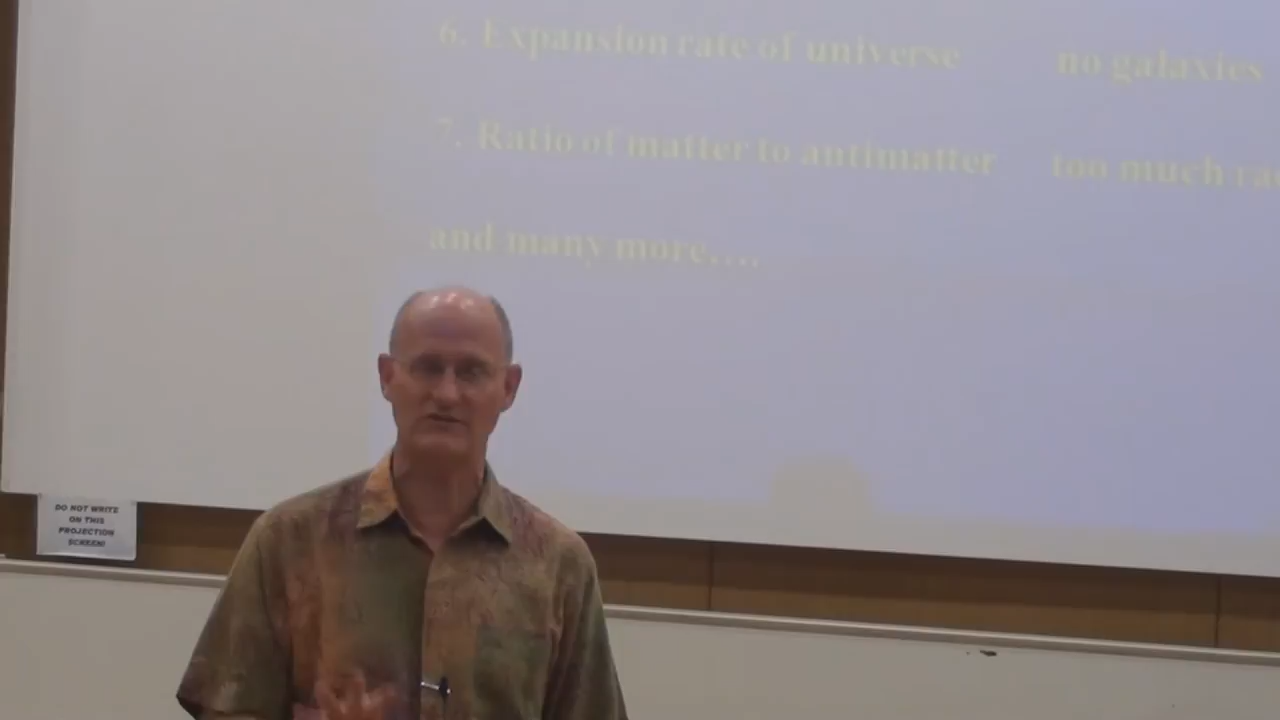 6. Expansion rate of universe no galaxies
7. Ratio of matter to antimatter too much
and many more....
DO NOT WRITE
ON THIS
PROJECTION
SCREEN!